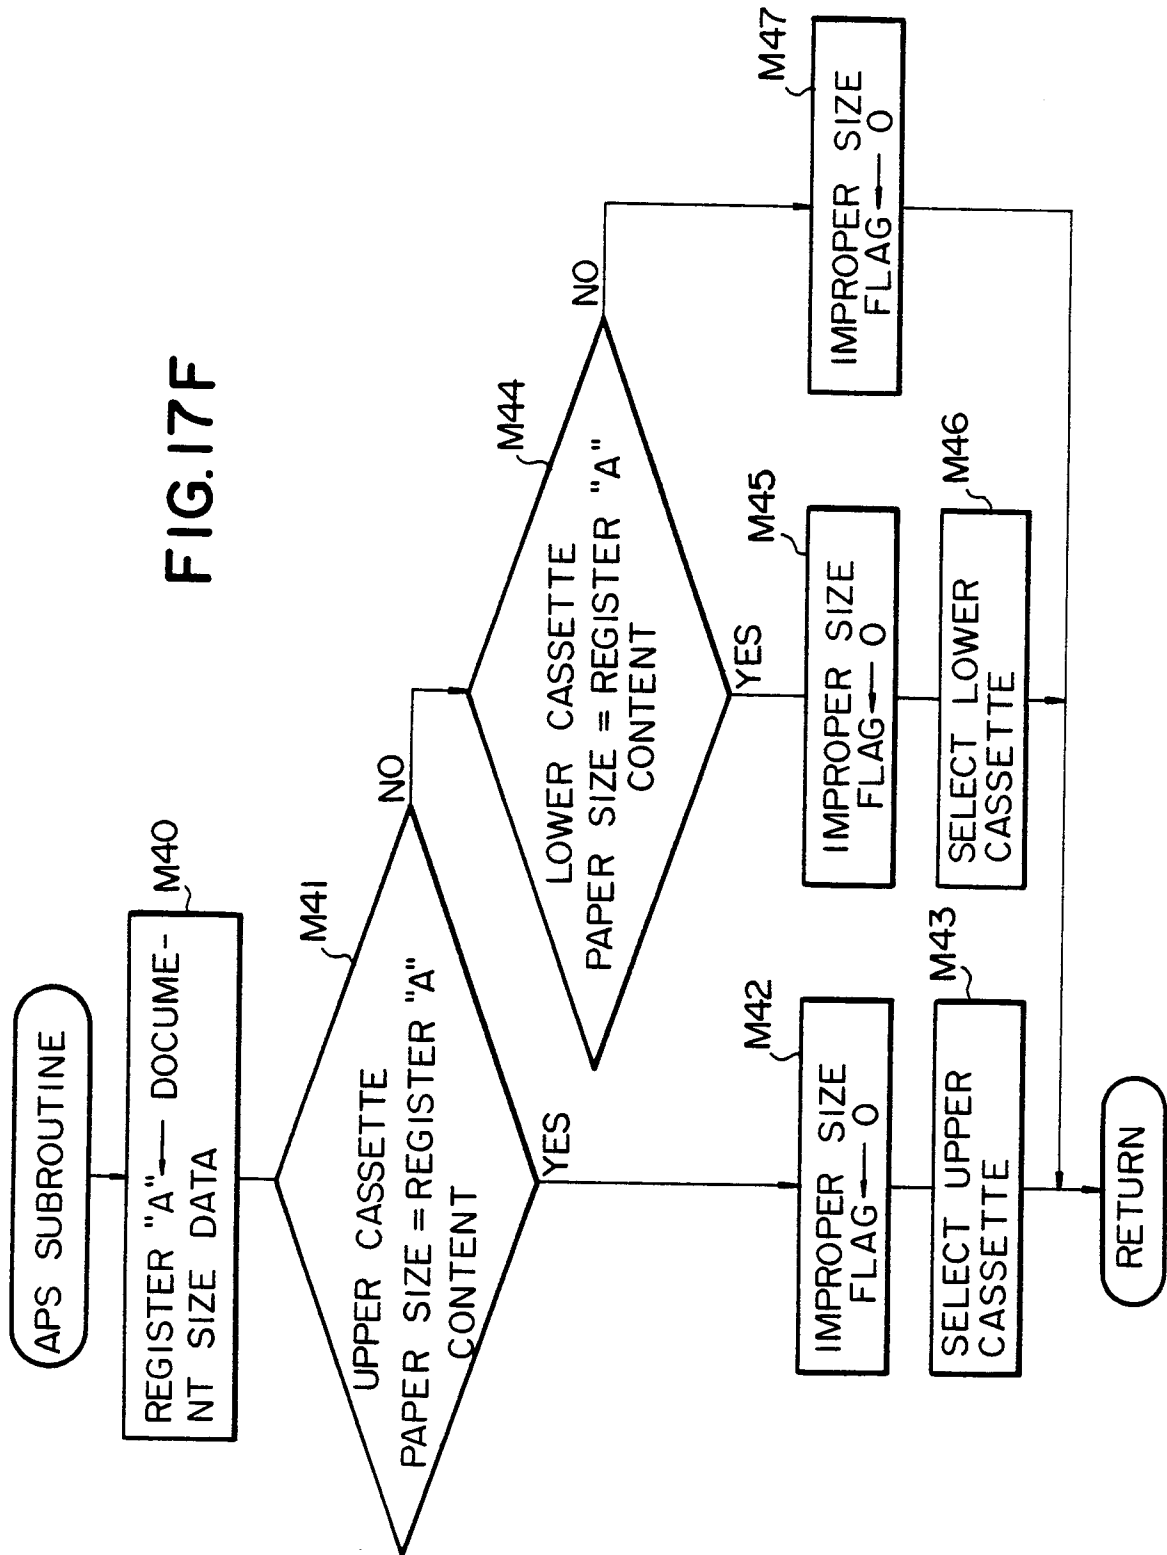 FIG.17F
APS SUBROUTINE
M40
REGISTER "A"← DOCUME-
NT SIZE DATA
M41
UPPER CASSETTE
PAPER SIZE=REGISTER "A"
CONTENT
NO
YES
M44
LOWER CASSETTE
PAPER SIZE = REGISTER "A"
CONTENT
NO
YES
M42
IMPROPER SIZE
FLAG← 0
M43
SELECT UPPER
CASSETTE
M45
IMPROPER SIZE
FLAG← 0
M46
SELECT LOWER
CASSETTE
M47
IMPROPER SIZE
FLAG← 0
RETURN